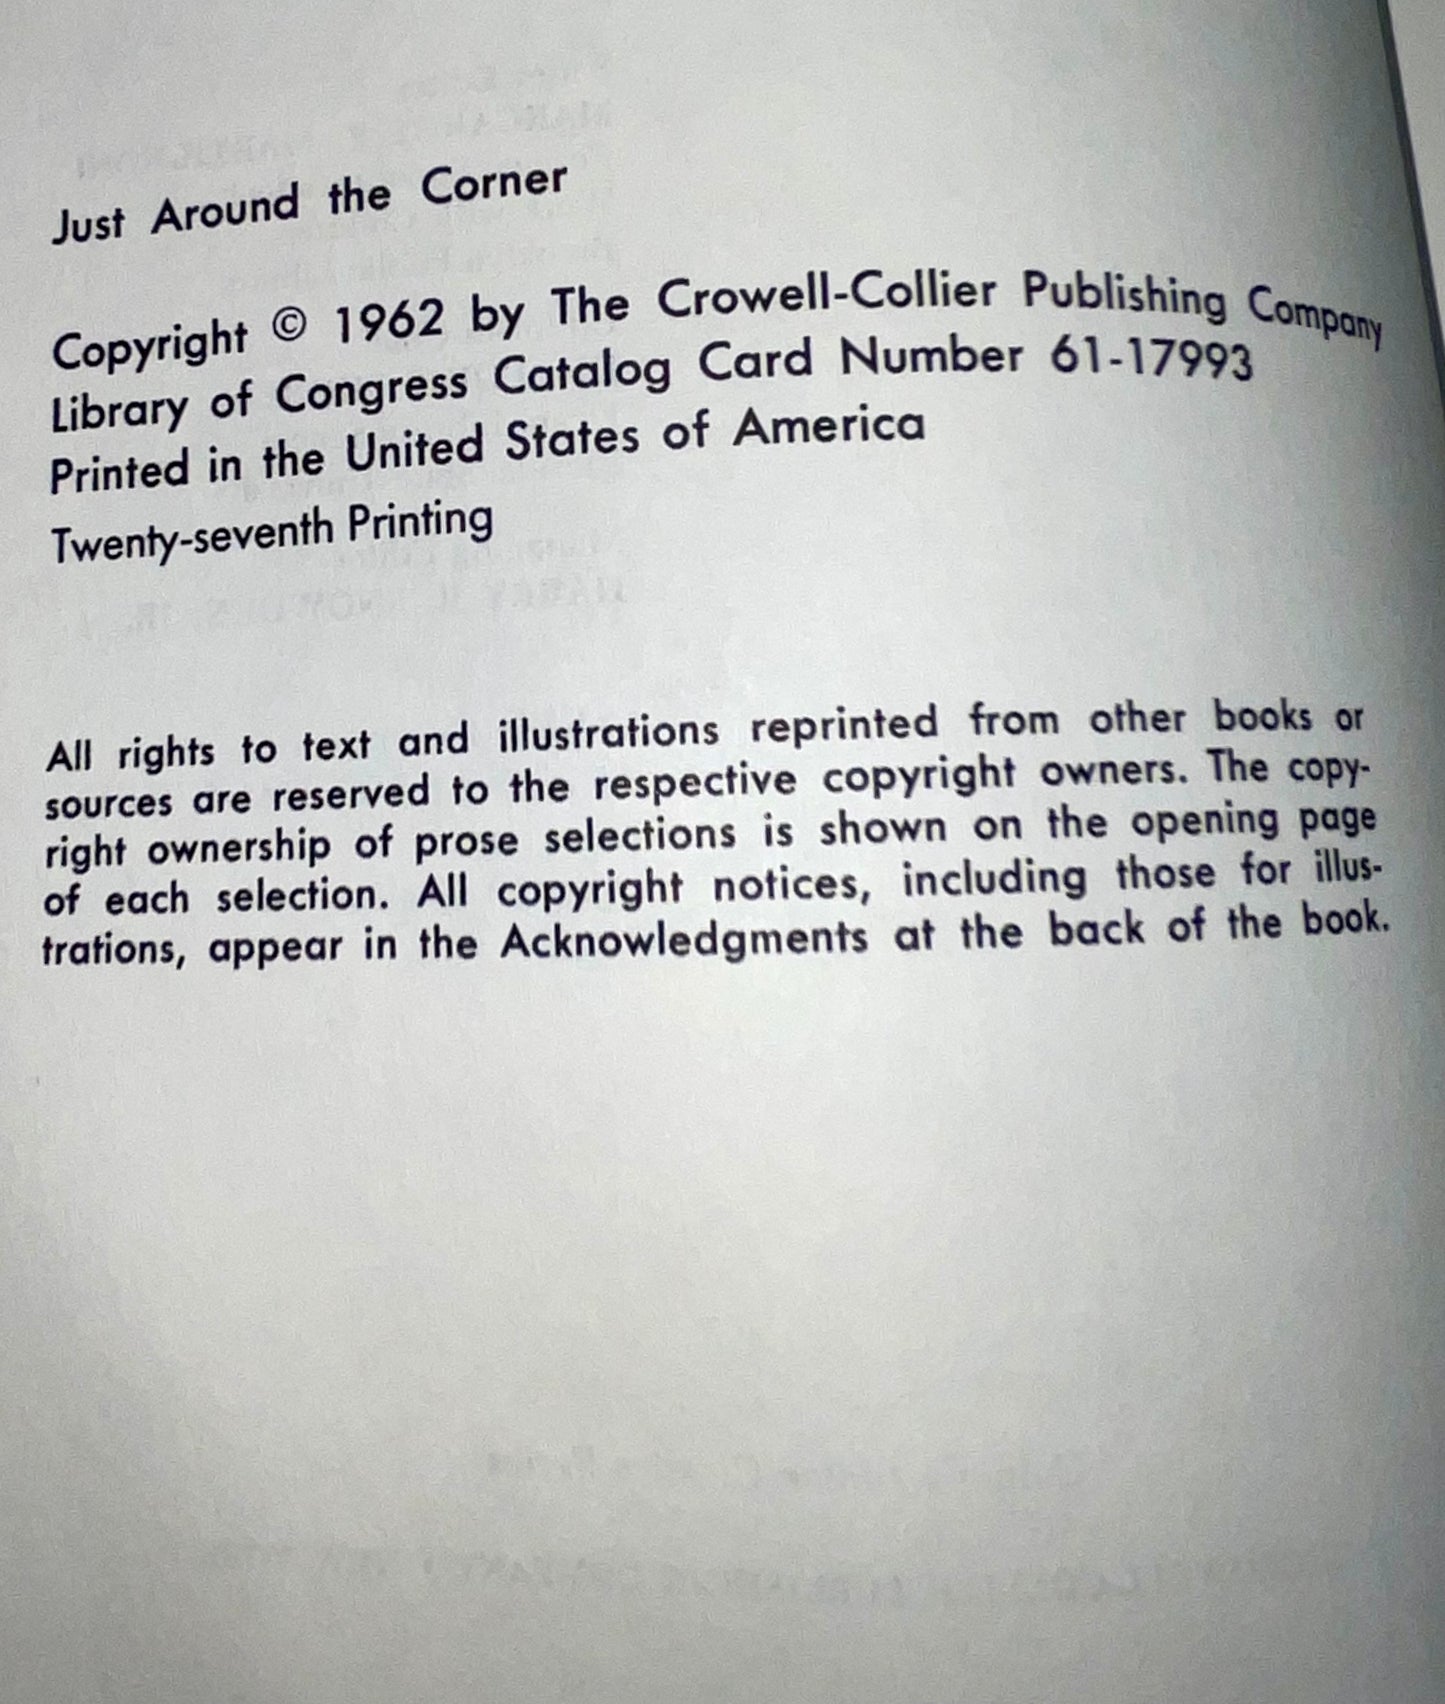 Just Around the Corner
Copyright © 1962 by The Crowell-Collier Publishing Company
Library of Congress Catalog Card Number 61-17993
Printed in the United States of America
Twenty-seventh Printing
All rights to text and illustrations reprinted from other books or
sources are reserved to the respective copyright owners. The copy-
right ownership of prose selections is shown on the opening page
of each selection. All copyright notices, including those for illus-
trations, appear in the Acknowledgments at the back of the book.